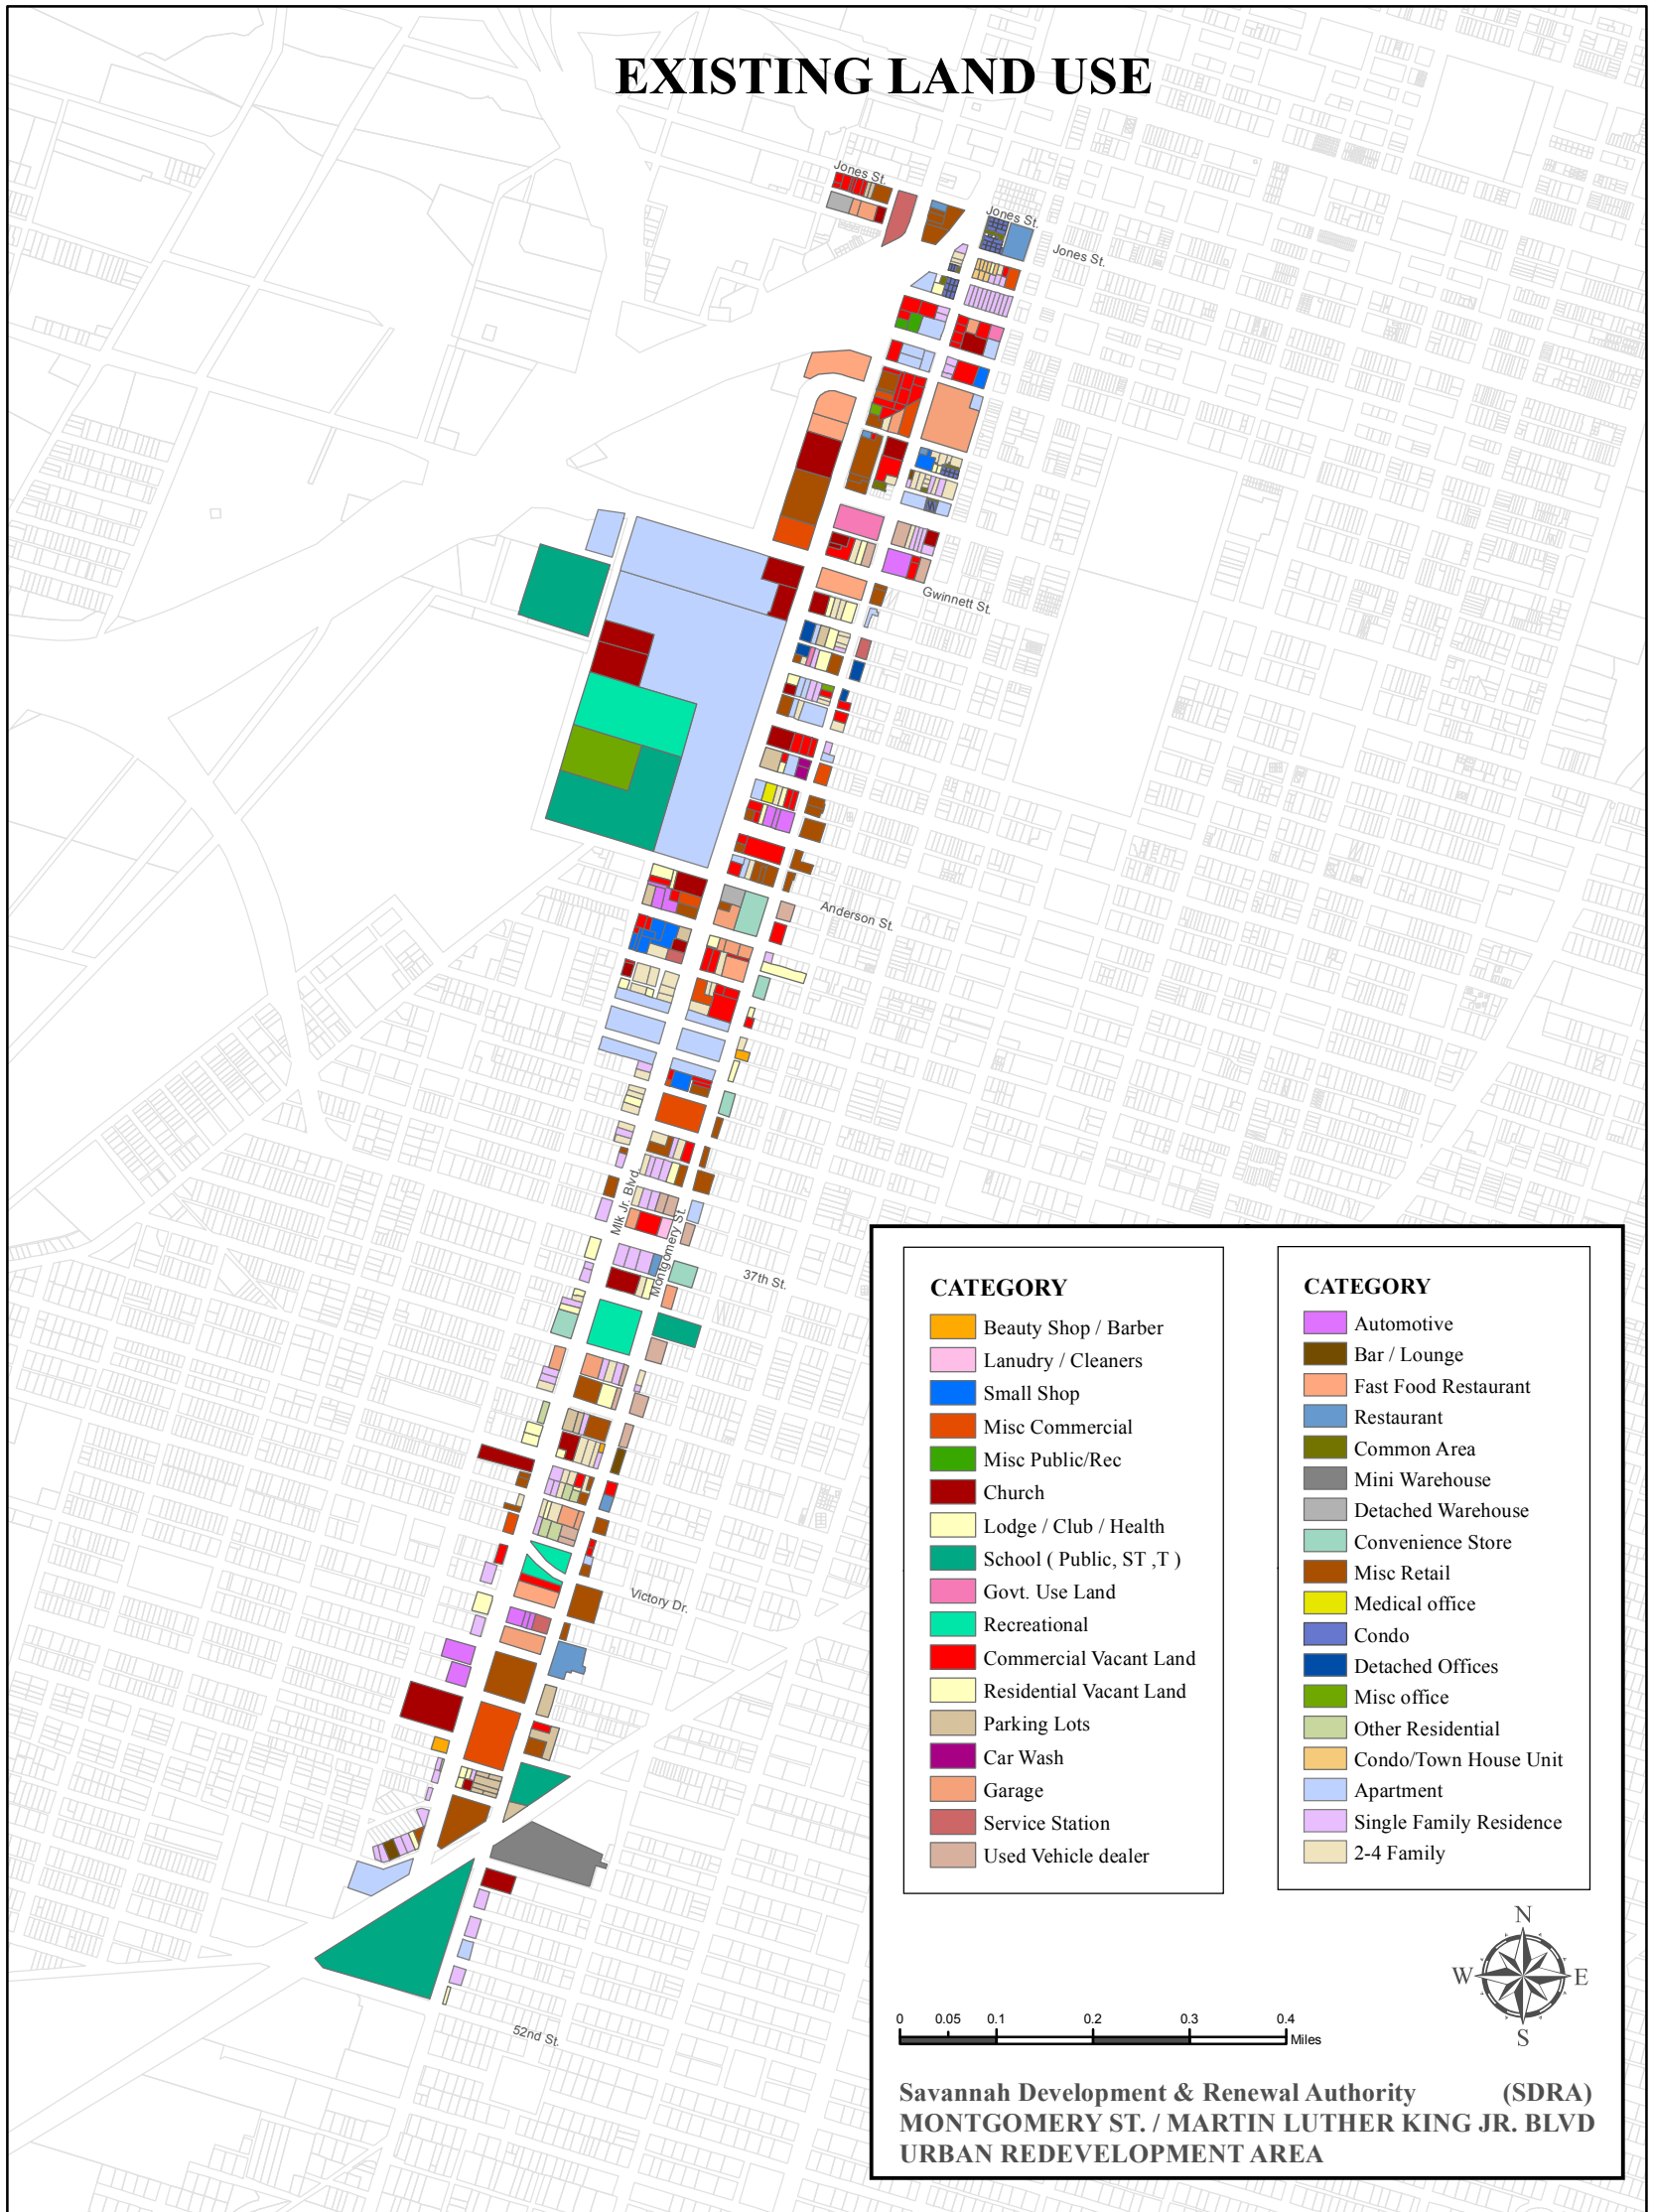 EXISTING LAND USE
Jones St.
Jones St.
Jones St.
Gwinnett St.
Anderson St.
Mlk Jr. Blvd.
Montgomery St.
37th St.
Victory Dr.
52nd St.
CATEGORY
Beauty Shop / Barber
Lanudry / Cleaners
Small Shop
Misc Commercial
Misc Public/Rec
Church
Lodge / Club / Health
School ( Public, ST ,T )
Govt. Use Land
Recreational
Commercial Vacant Land
Residential Vacant Land
Parking Lots
Car Wash
Garage
Service Station
Used Vehicle dealer
CATEGORY
Automotive
Bar / Lounge
Fast Food Restaurant
Restaurant
Common Area
Mini Warehouse
Detached Warehouse
Convenience Store
Misc Retail
Medical office
Condo
Detached Offices
Misc office
Other Residential
Condo/Town House Unit
Apartment
Single Family Residence
2-4 Family
N
W E
S
0 0.05 0.1 0.2 0.3 0.4
Miles
Savannah Development & Renewal Authority (SDRA)
MONTGOMERY ST. / MARTIN LUTHER KING JR. BLVD
URBAN REDEVELOPMENT AREA